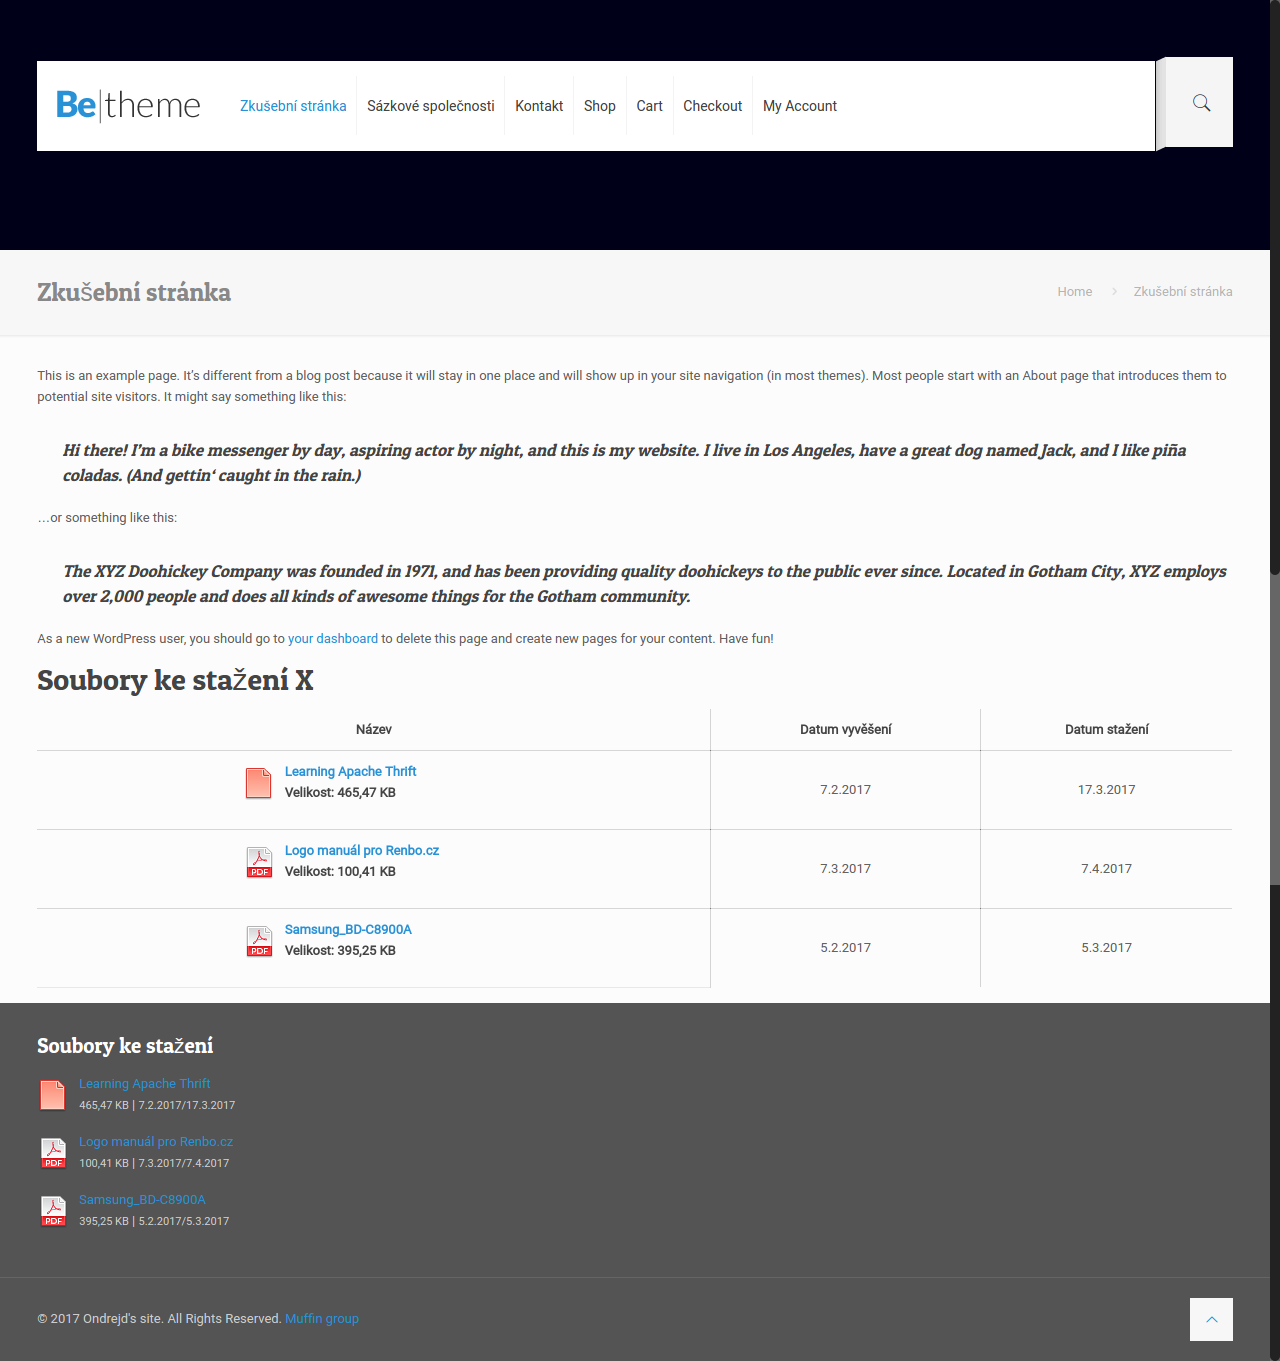 Be|theme
Zkušební stránka
Sázkové společnosti
Kontakt
Shop
Cart
Checkout
My Account
Zkušební stránka
Home
Zkušební stránka
This is an example page. It's different from a blog post because it will stay in one place and will show up in your site navigation (in most themes). Most people start with an About page that introduces them to
potential site visitors. It might say something like this:
Hi there! I'm a bike messenger by day, aspiring actor by night, and this is my website. I live in Los Angeles, have a great dog named Jack, and I like piña
coladas. (And gettin‘ caught in the rain.)
…or something like this:
The XYZ Doohickey Company was founded in 1971, and has been providing quality doohickeys to the public ever since. Located in Gotham City, XYZ employs
over 2,000 people and does all kinds of awesome things for the Gotham community.
As a new WordPress user, you should go to your dashboard to delete this page and create new pages for your content. Have fun!
Soubory ke stažení X
Název
Datum vyvěšení
Datum stažení
Learning Apache Thrift
Velikost: 465,47 KB
7.2.2017
17.3.2017
PDF
Logo manuál pro Renbo.cz
Velikost: 100,41 KB
7.3.2017
7.4.2017
PDF
Samsung_BD-C8900A
Velikost: 395,25 KB
5.2.2017
5.3.2017
Soubory ke stažení
Learning Apache Thrift
465,47 KB | 7.2.2017/17.3.2017
PDF
Logo manuál pro Renbo.cz
100,41 KB | 7.3.2017/7.4.2017
PDF
Samsung_BD-C8900A
395,25 KB | 5.2.2017/5.3.2017
© 2017 Ondrejd's site. All Rights Reserved. Muffin group